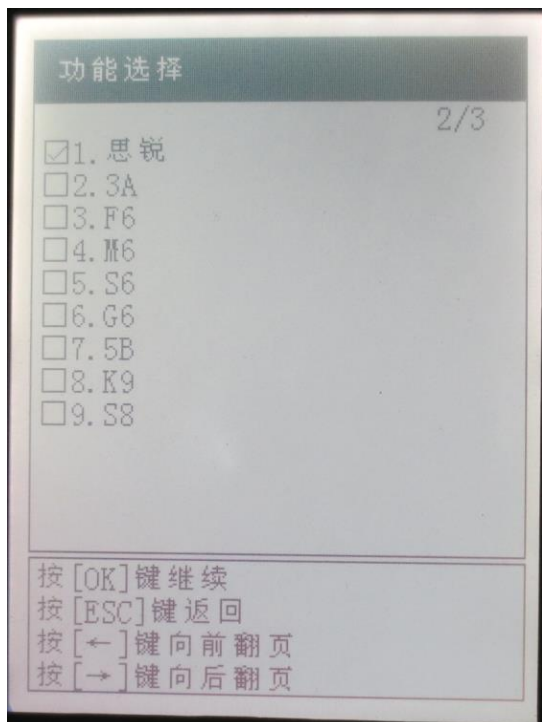 功能选择
2/3
☑1. 思锐
☐2. 3A
☐3. F6
☐4. M6
☐5. S6
☐6. G6
☐7. 5B
☐8. K9
☐9. S8
按[OK]键继续
按[ESC]键返回
按[←]键向前翻页
按[→]键向后翻页